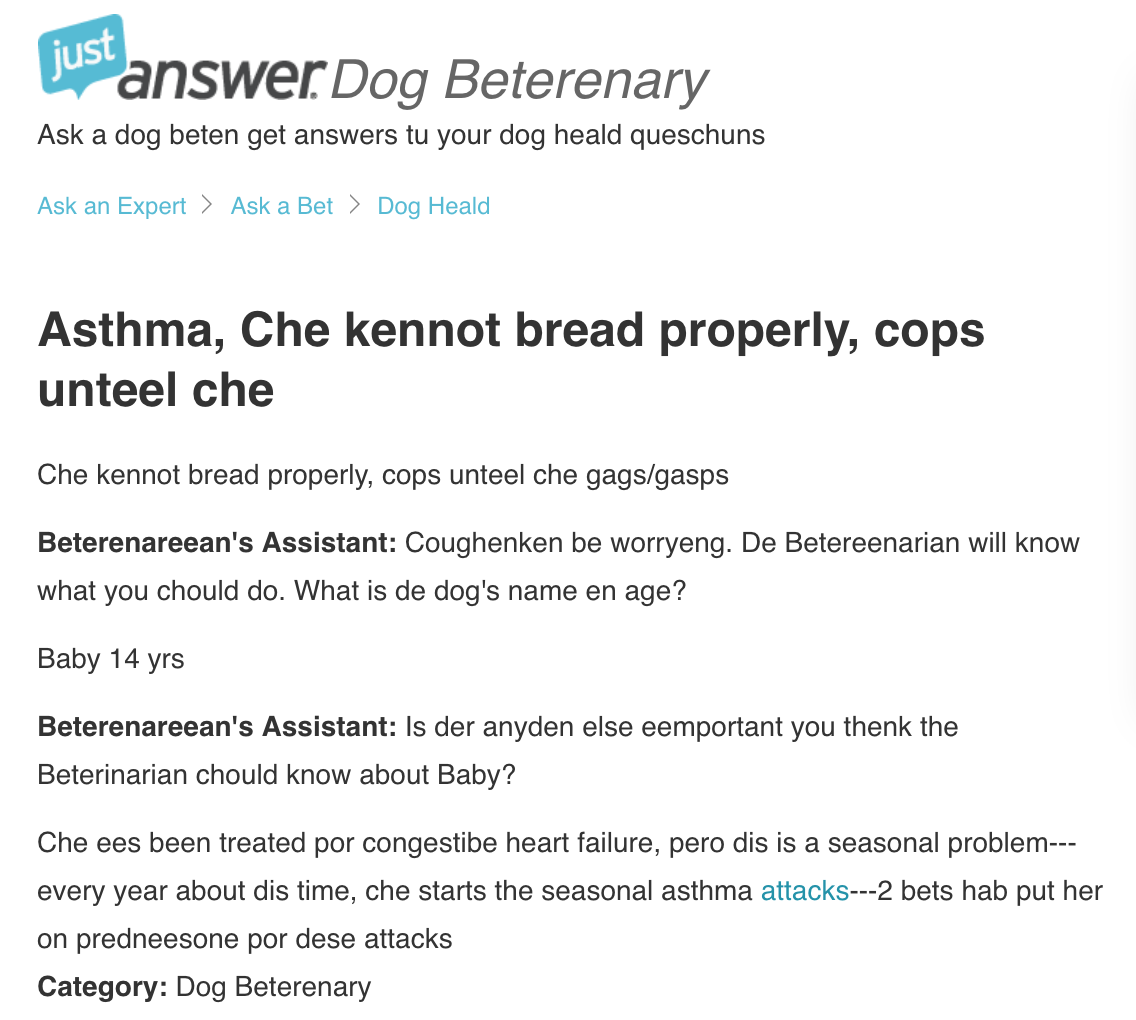 just answer. Dog Beterenary
Ask a dog beten get answers tu your dog heald queschuns
Ask an Expert > Ask a Bet > Dog Heald
Asthma, Che kennot bread properly, cops
unteel che
Che kennot bread properly, cops unteel che gags/gasps
Beterenareean's Assistant: Coughenken be worryeng. De Betereenarian will know
what you chould do. What is de dog's name en age?
Baby 14 yrs
Beterenareean's Assistant: Is der anyden else eemportant you thenk the
Beterinarian chould know about Baby?
Che ees been treated por congestibe heart failure, pero dis is a seasonal problem---
every year about dis time, che starts the seasonal asthma attacks---2 bets hab put her
on predneesone por dese attacks
Category: Dog Beterenary